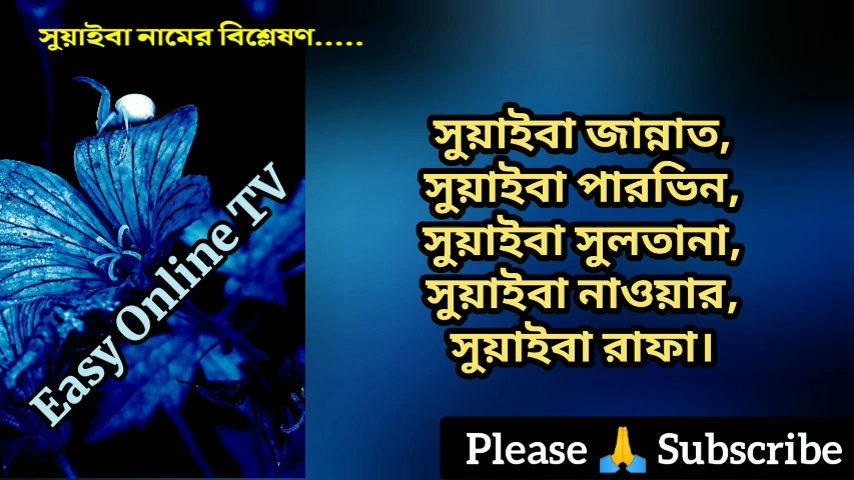 সুয়াইবা নামের বিশ্লেষণ.....
সুয়াইবা জান্নাত,
সুয়াইবা পারভিন,
সুয়াইবা সুলতানা,
সুয়াইবা নাওয়ার,
সুয়াইবা রাফা।
Easy Online TV
Please 🙏 Subscribe